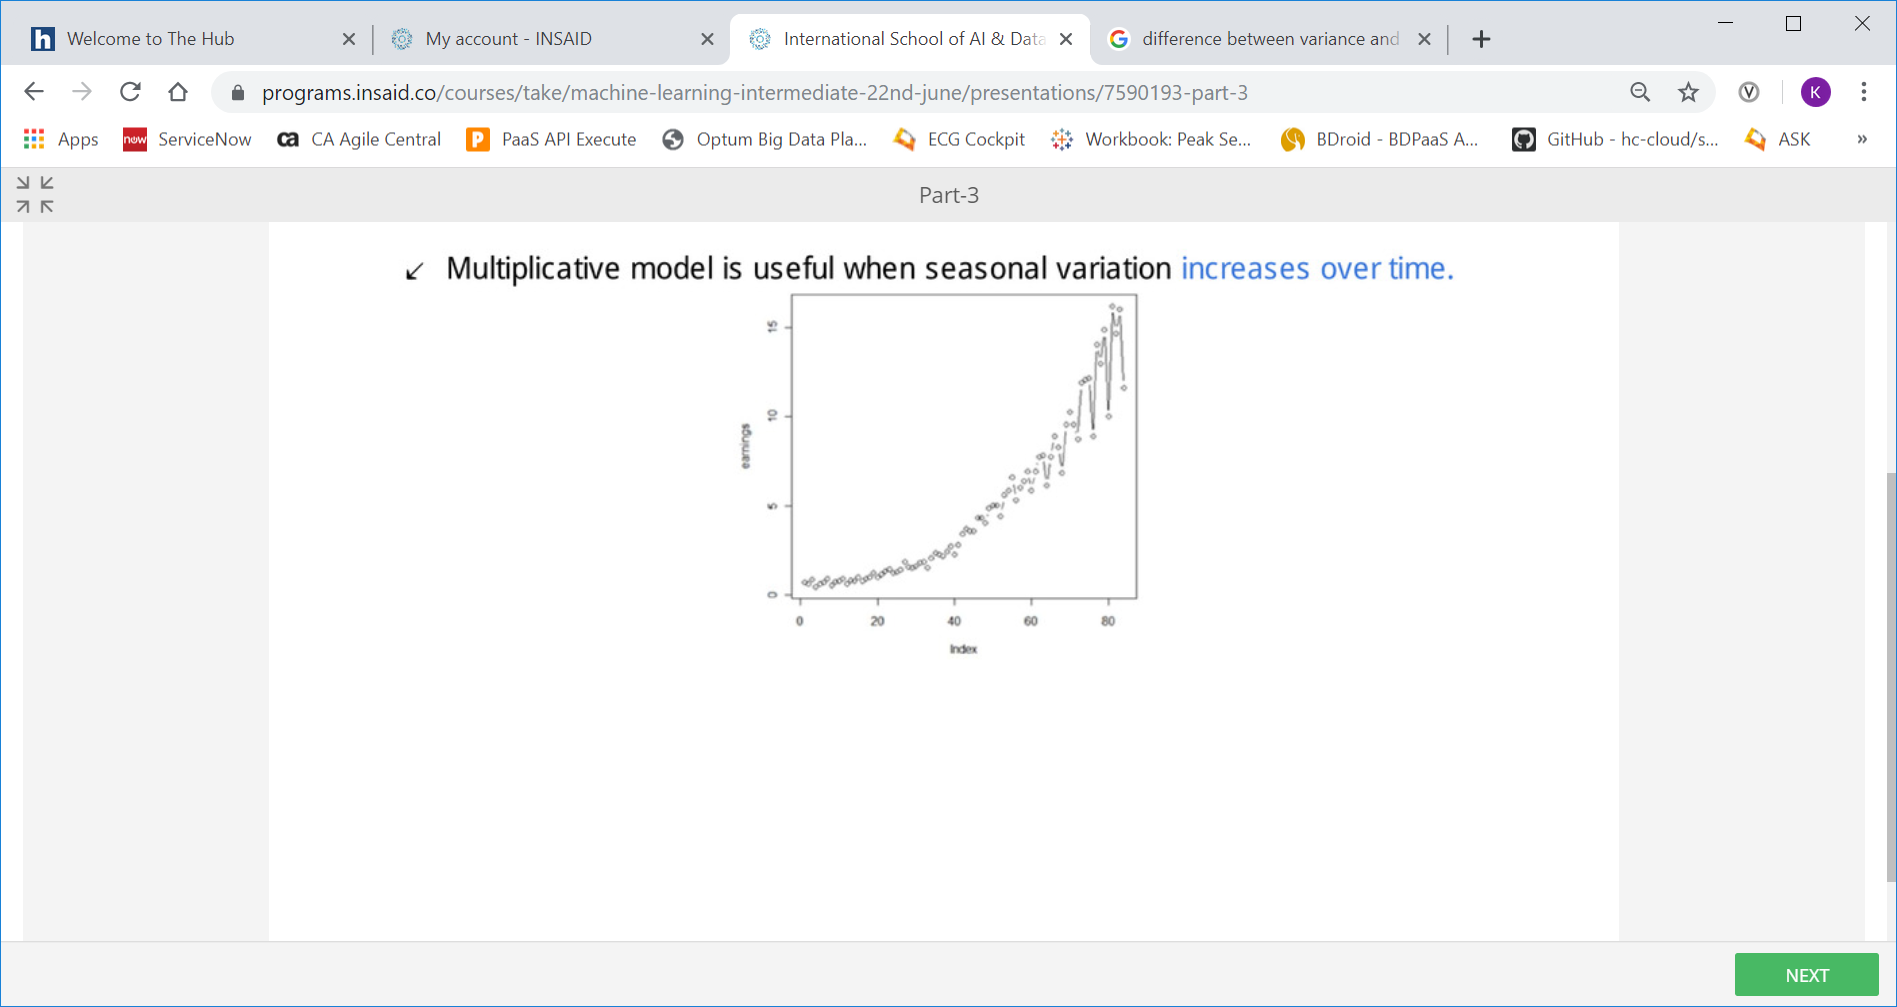 Welcome to The Hub
My account - INSAID
International School of AI & Data
difference between variance and
programs.insaid.co/courses/take/machine-learning-intermediate-22nd-june/presentations/7590193-part-3
K
Apps
now
ServiceNow
ca
CA Agile Central
P
PaaS API Execute
Optum Big Data Pla...
ECG Cockpit
Workbook: Peak Se...
BDroid - BDPaaS A...
GitHub - hc-cloud/s...
ASK
»
Part-3
Multiplicative model is useful when seasonal variation increases over time.
15
10
5
0
earnings
0 20 40 60 80
Index
NEXT